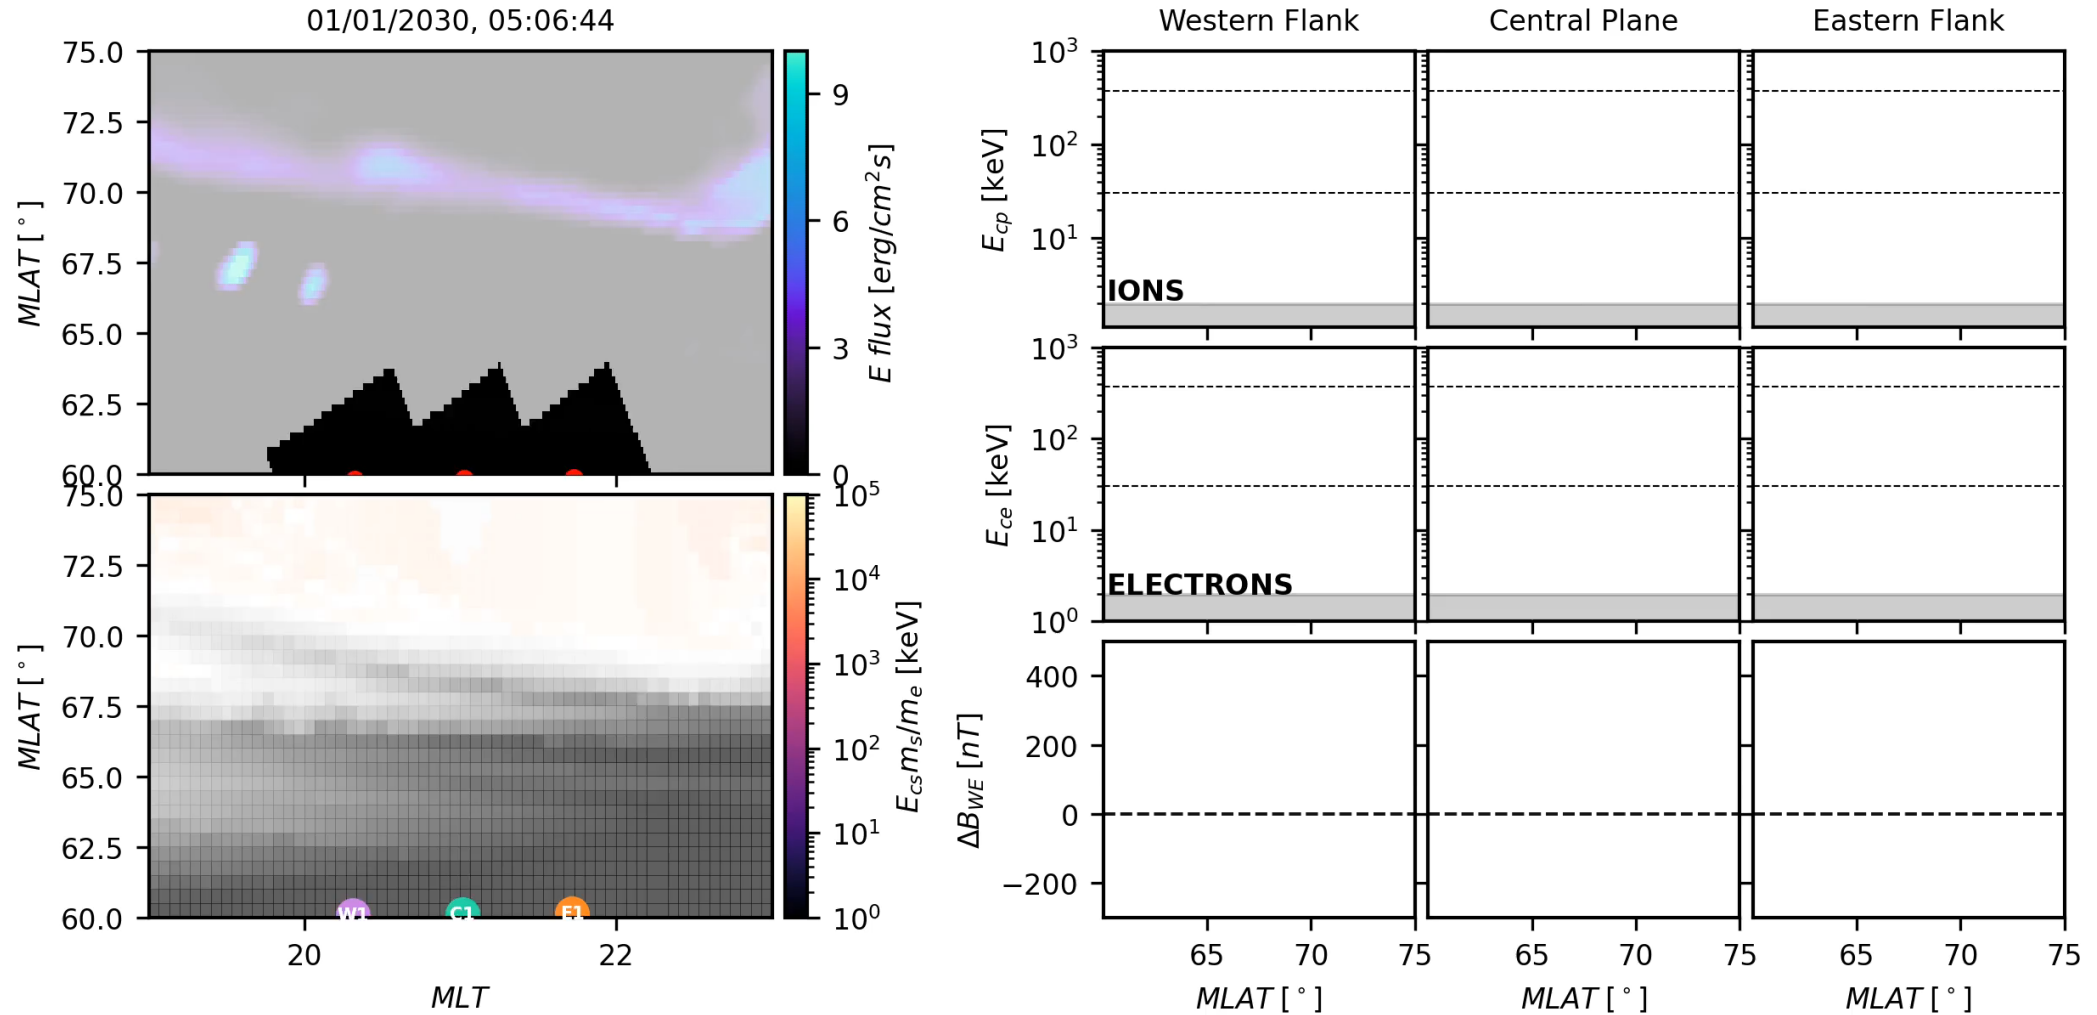 01/01/2030, 05:06:44
Western Flank
Central Plane
Eastern Flank
75.0
72.5
70.0
67.5
65.0
62.5
60.0
MLAT [°]
9
6
3
0
E flux [erg/cm²s]
75.0
72.5
70.0
67.5
65.0
62.5
60.0
MLAT [°]
W1
C1
E1
20
22
MLT
10⁵
10⁴
10³
10²
10¹
10⁰
E_cs m_s/m_e [keV]
10³
10²
10¹
E_cp [keV]
IONS
10³
10²
10¹
10⁰
E_ce [keV]
ELECTRONS
400
200
0
−200
ΔB_WE [nT]
65
70
75
65
70
75
65
70
75
MLAT [°]
MLAT [°]
MLAT [°]